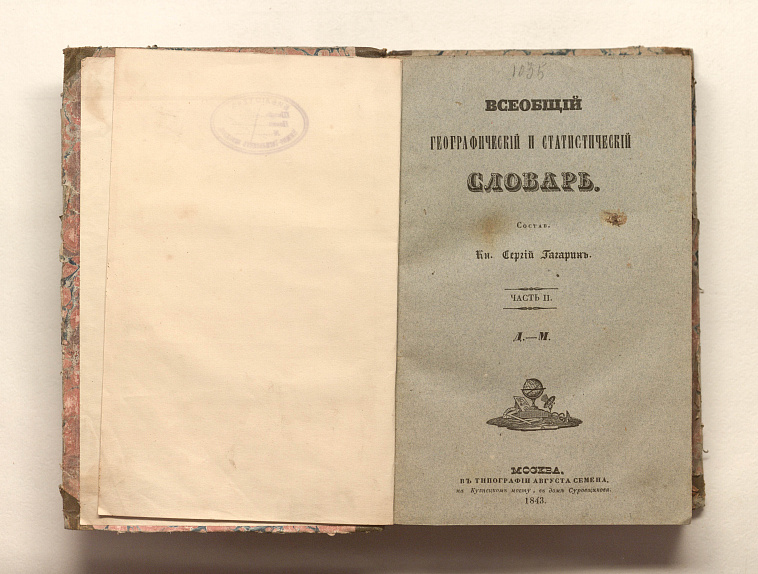 1035
ВСЕОБЩІЙ
ГЕОГРАФИЧЕСКІЙ И СТАТИСТИЧЕСКІЙ
СЛОВАРЬ.
Состав.
Кн. Сергій Гагаринъ.
ЧАСТЬ II.
Д.—М.
МОСКВА,
ВЪ ТИПОГРАФІИ АВГУСТА СЕМЕНА,
на Кузнецкомъ мосту, въ домѣ Суровщикова.
1843.